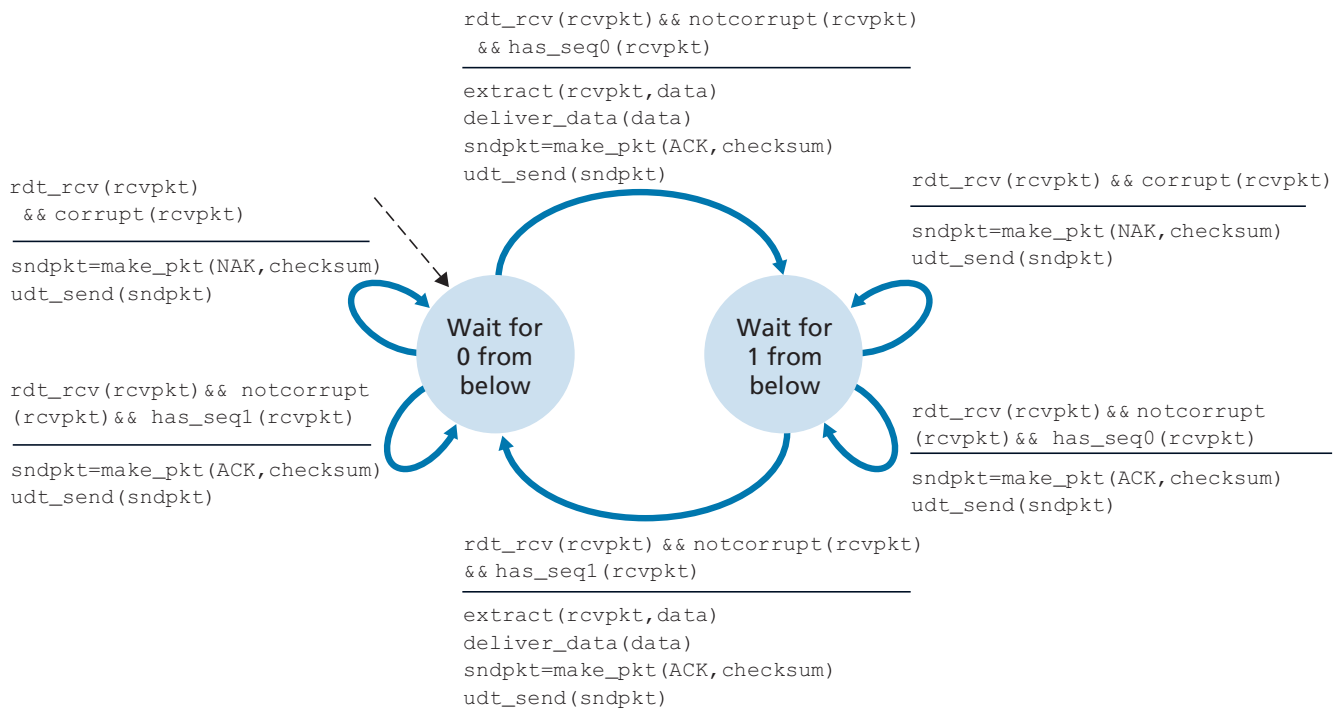 rdt_rcv(rcvpkt) && notcorrupt(rcvpkt)
&& has_seq0(rcvpkt)
extract(rcvpkt,data)
deliver_data(data)
sndpkt=make_pkt(ACK,checksum)
udt_send(sndpkt)
rdt_rcv(rcvpkt)
&& corrupt(rcvpkt)
sndpkt=make_pkt(NAK,checksum)
udt_send(sndpkt)
rdt_rcv(rcvpkt) && corrupt(rcvpkt)
sndpkt=make_pkt(NAK,checksum)
udt_send(sndpkt)
Wait for
0 from
below
Wait for
1 from
below
rdt_rcv(rcvpkt) && notcorrupt
(rcvpkt) && has_seq1(rcvpkt)
sndpkt=make_pkt(ACK,checksum)
udt_send(sndpkt)
rdt_rcv(rcvpkt) && notcorrupt
(rcvpkt) && has_seq0(rcvpkt)
sndpkt=make_pkt(ACK,checksum)
udt_send(sndpkt)
rdt_rcv(rcvpkt) && notcorrupt(rcvpkt)
&& has_seq1(rcvpkt)
extract(rcvpkt,data)
deliver_data(data)
sndpkt=make_pkt(ACK,checksum)
udt_send(sndpkt)